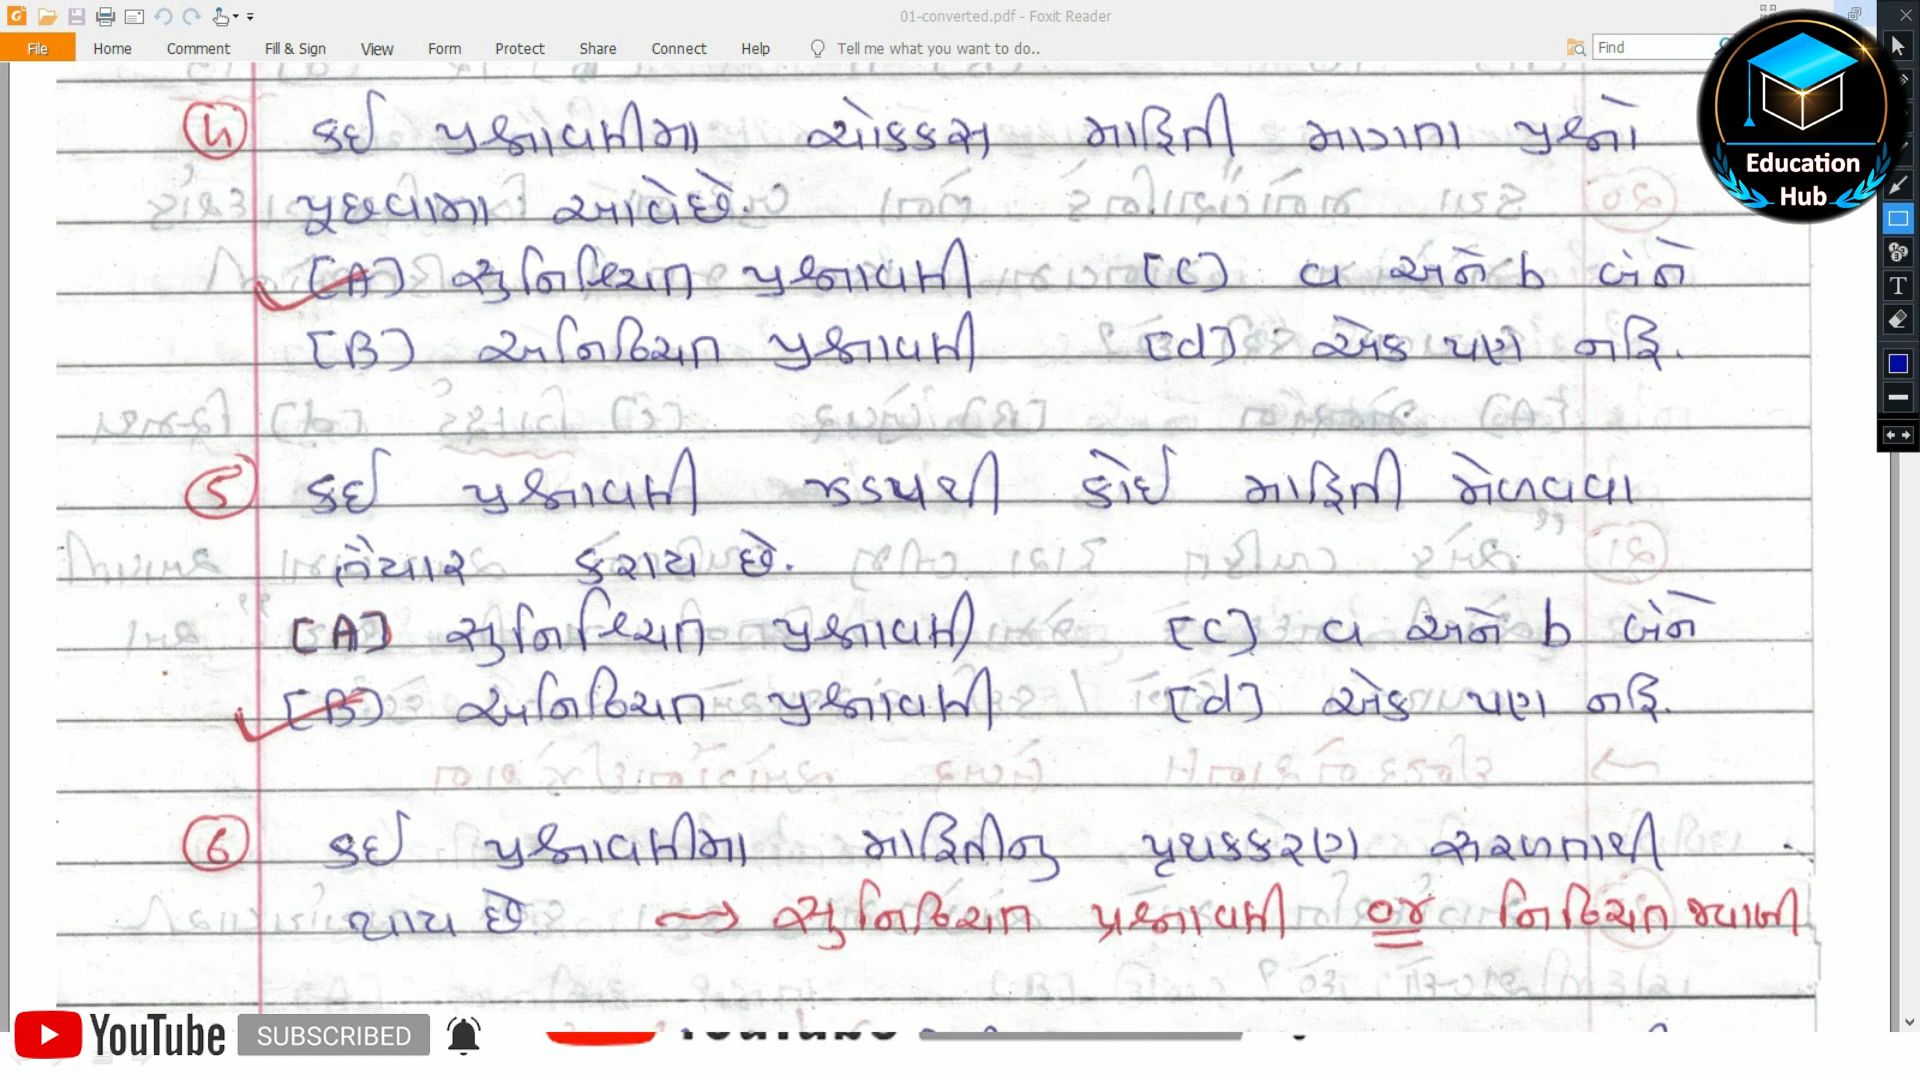 01-converted.pdf - Foxit Reader
File Home Comment Fill & Sign View Form Protect Share Connect Help Tell me what you want to do.. Find
Education
Hub
૫ કઈ પ્રશ્નાવલીમા ચોક્કસ માહિતી માગતા પ્રશ્નો
પુછવામા આવેછે.
[A] સુનિશ્ચિત પ્રશ્નાવલી [C] a અને b બંને
[B] અનિશ્ચિત પ્રશ્નાવલી [d] એક પણ નહિ.
5 કઈ પ્રશ્નાવલી ઝડપથી કોઈ માહિતી મેળવવા
તૈયાર કરાય છે.
[A] સુનિશ્ચિત પ્રશ્નાવલી [C] a અને b બંને
[B] અનિશ્ચિત પ્રશ્નાવલી [d] એક પણ નહિ.
6 કઈ પ્રશ્નાવલીમા માહિતીનુ પૃથક્કરણ સરળતાથી
થાય છે. → સુનિશ્ચિત પ્રશ્નાવલી or નિશ્ચિત જવાબી
YouTube SUBSCRIBED